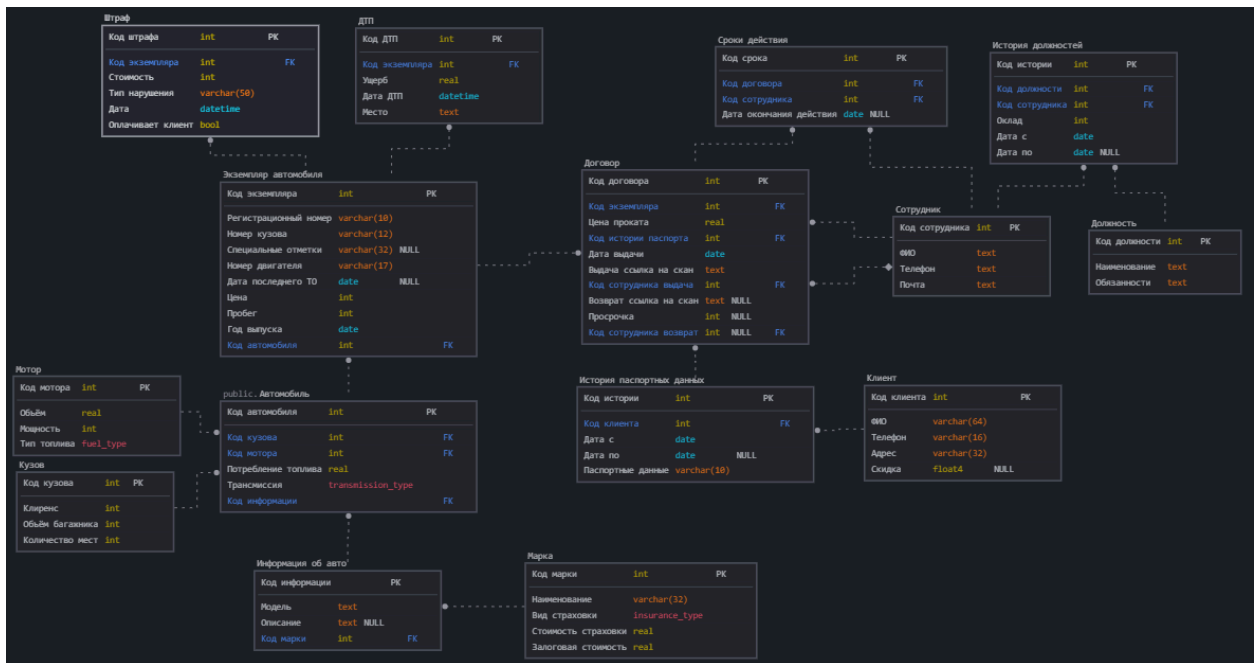 Штраф
Код штрафа int PK
Код экземпляра int FK
Стоимость int
Тип нарушения varchar(50)
Дата datetime
Оплачивает клиент bool
ДТП
Код ДТП int PK
Код экземпляра int FK
Ущерб real
Дата ДТП datetime
Место text
Сроки действия
Код срока int PK
Код договора int FK
Код сотрудника int FK
Дата окончания действия date NULL
История должностей
Код истории int PK
Код должности int FK
Код сотрудника int FK
Оклад int
Дата с date
Дата по date NULL
Экземпляр автомобиля
Код экземпляра int PK
Регистрационный номер varchar(10)
Номер кузова varchar(12)
Специальные отметки varchar(32) NULL
Номер двигателя varchar(17)
Дата последнего ТО date NULL
Цена int
Пробег int
Год выпуска date
Код автомобиля int FK
Договор
Код договора int PK
Код экземпляра int FK
Цена проката real
Код истории паспорта int FK
Дата выдачи date
Выдача ссылка на скан text
Код сотрудника выдача int FK
Возврат ссылка на скан text NULL
Просрочка int NULL
Код сотрудника возврат int NULL FK
Сотрудник
Код сотрудника int PK
ФИО text
Телефон text
Почта text
Должность
Код должности int PK
Наименование text
Обязанности text
Мотор
Код мотора int PK
Объём real
Мощность int
Тип топлива fuel_type
public.Автомобиль
Код автомобиля int PK
Код кузова int FK
Код мотора int FK
Потребление топлива real
Трансмиссия transmission_type
Код информации FK
История паспортных данных
Код истории int PK
Код клиента int FK
Дата с date
Дата по date NULL
Паспортные данные varchar(10)
Клиент
Код клиента int PK
ФИО varchar(64)
Телефон varchar(16)
Адрес varchar(32)
Скидка float4 NULL
Кузов
Код кузова int PK
Клиренс int
Объём багажника int
Количество мест int
Информация об авто
Код информации PK
Модель text
Описание text NULL
Код марки int FK
Марка
Код марки int PK
Наименование varchar(32)
Вид страховки insurance_type
Стоимость страховки real
Залоговая стоимость real